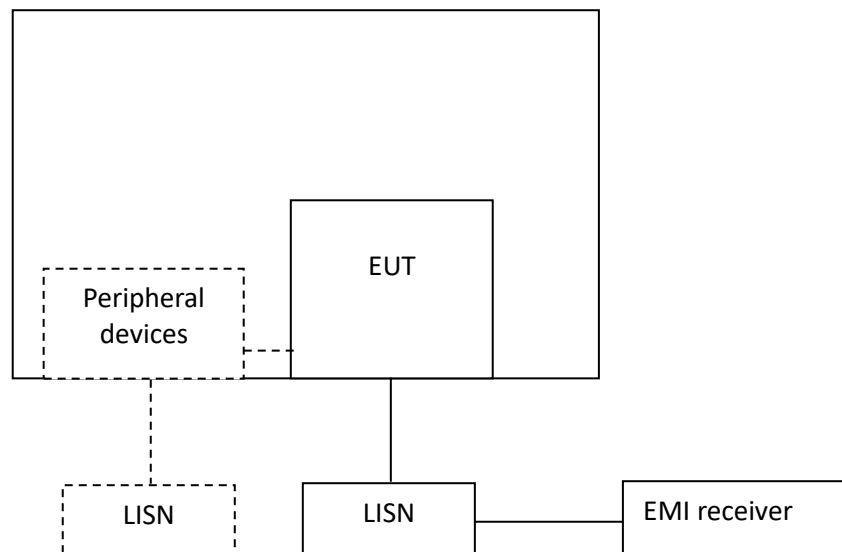 EUT
Peripheral
devices
LISN
LISN
EMI receiver